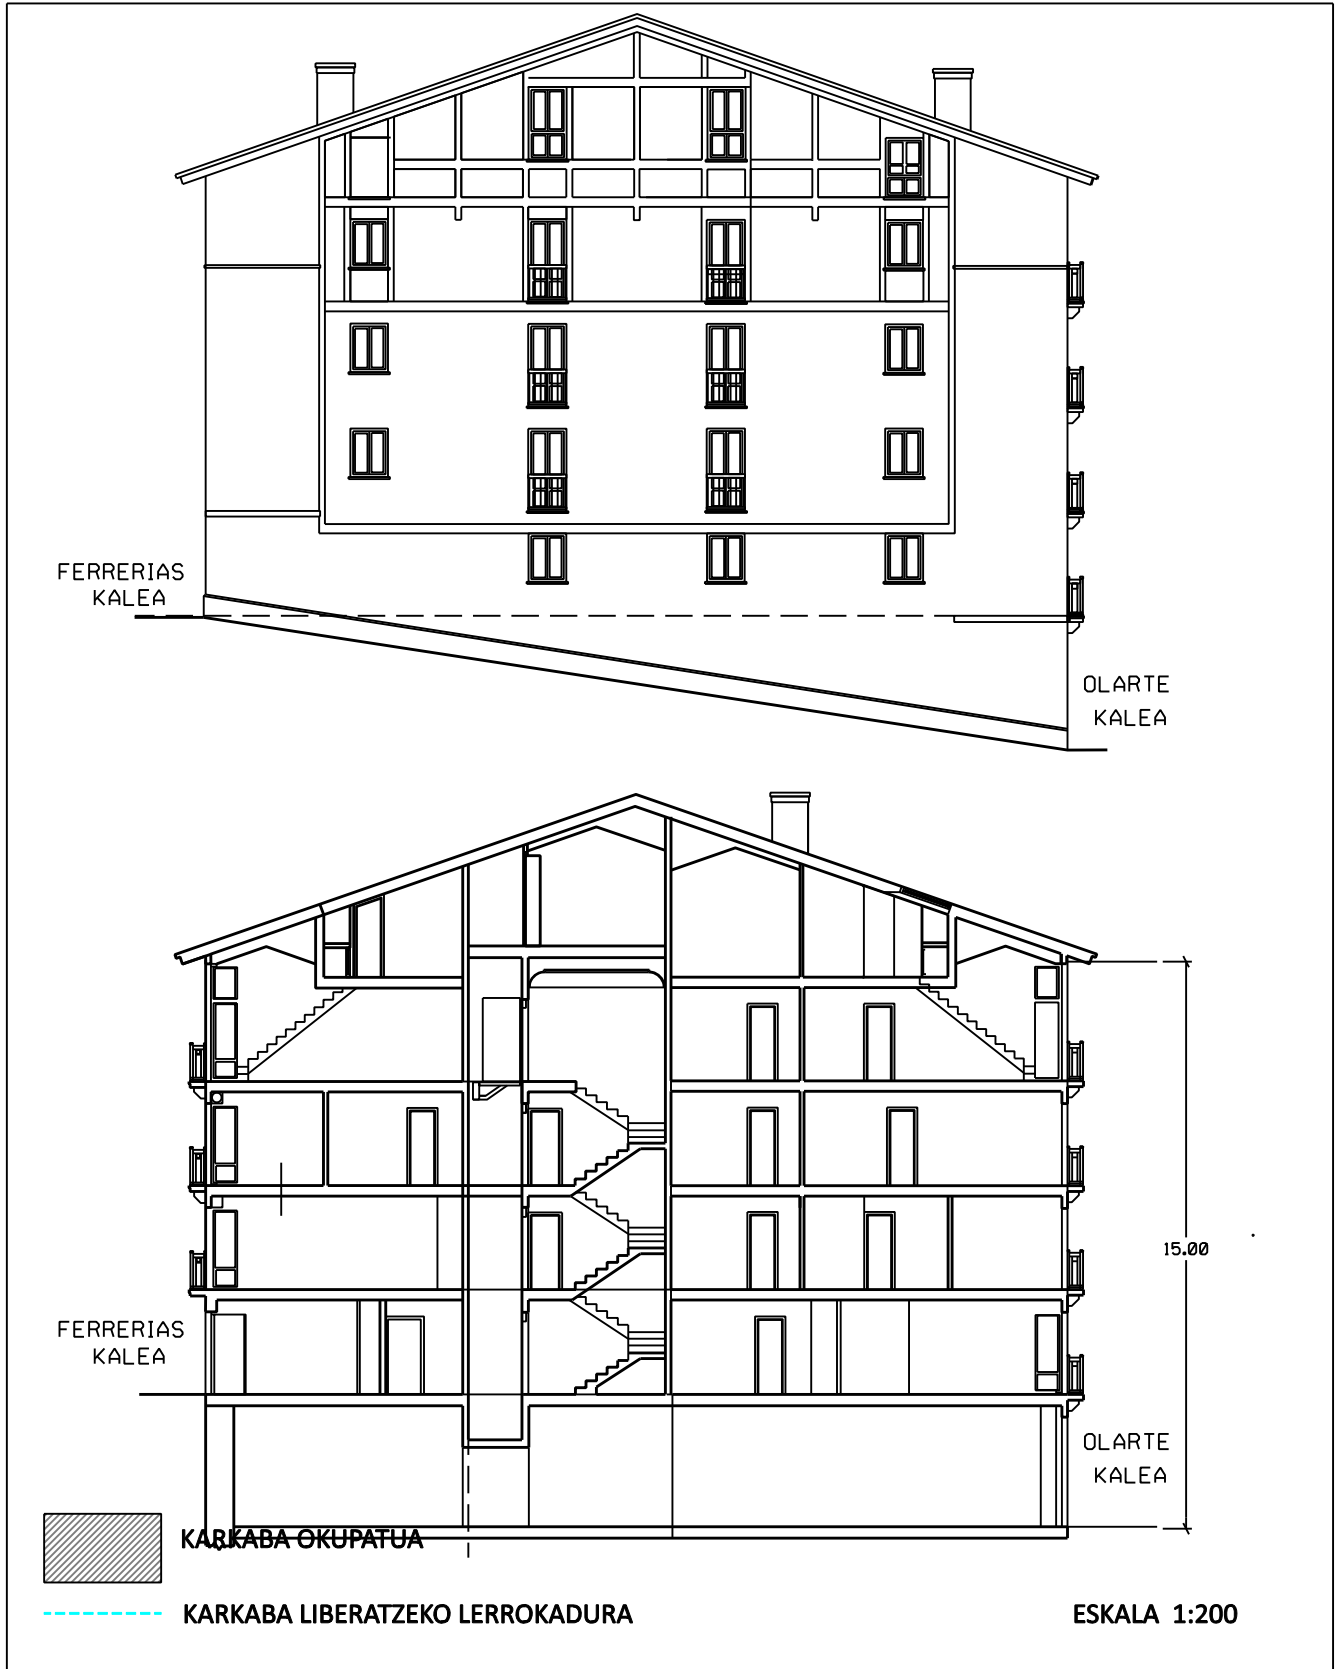 FERRERIAS
KALEA
OLARTE
KALEA
15.00
FERRERIAS
KALEA
OLARTE
KALEA
KARKABA OKUPATUA
KARKABA LIBERATZEKO LERROKADURA
ESKALA 1:200